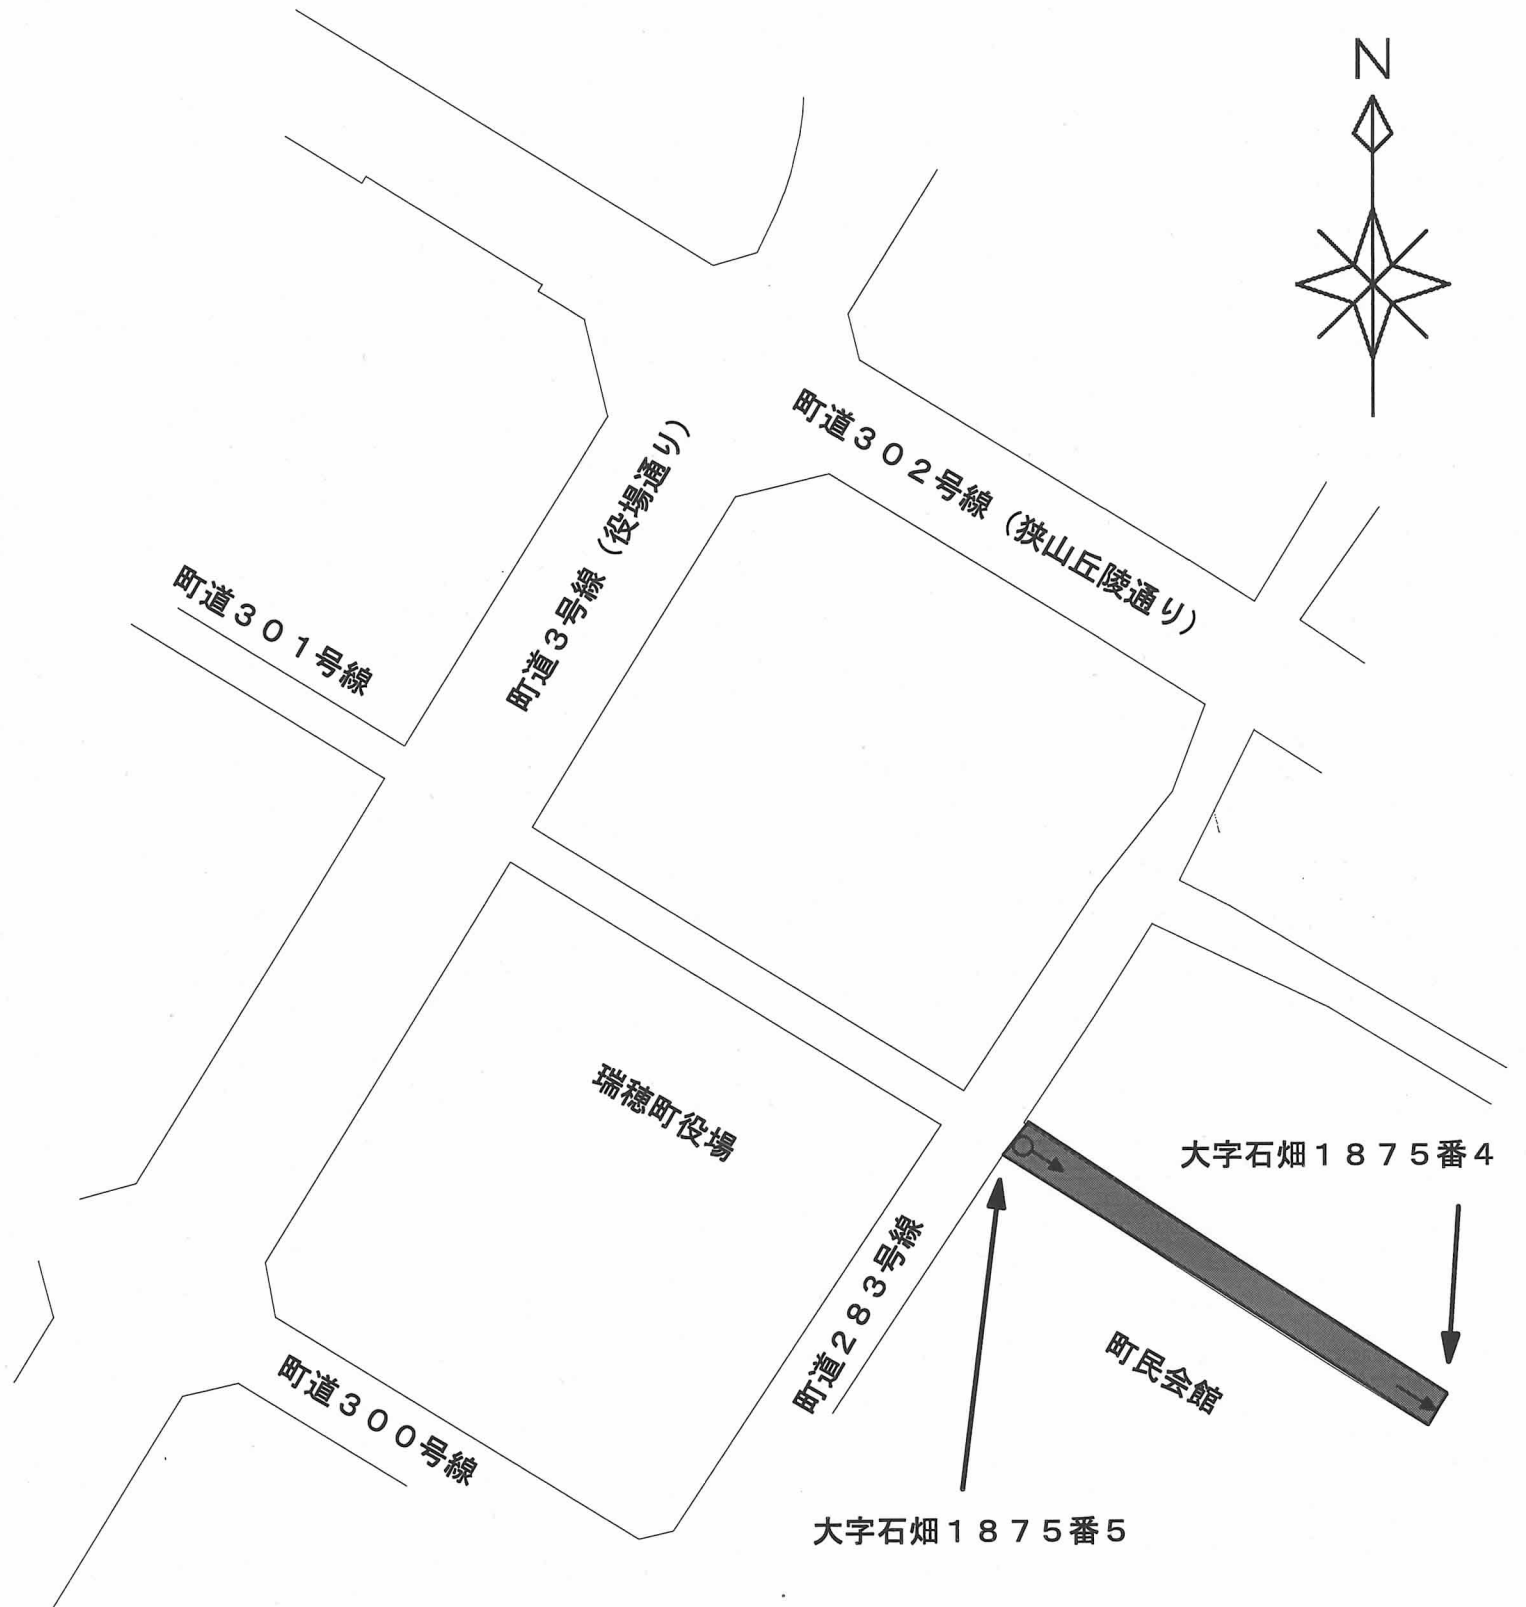 N
町道３０２号線（狭山丘陵通り）
町道３号線（役場通り）
町道３０１号線
瑞穂町役場
大字石畑１８７５番４
町道２８３号線
町民会館
町道３００号線
大字石畑１８７５番５